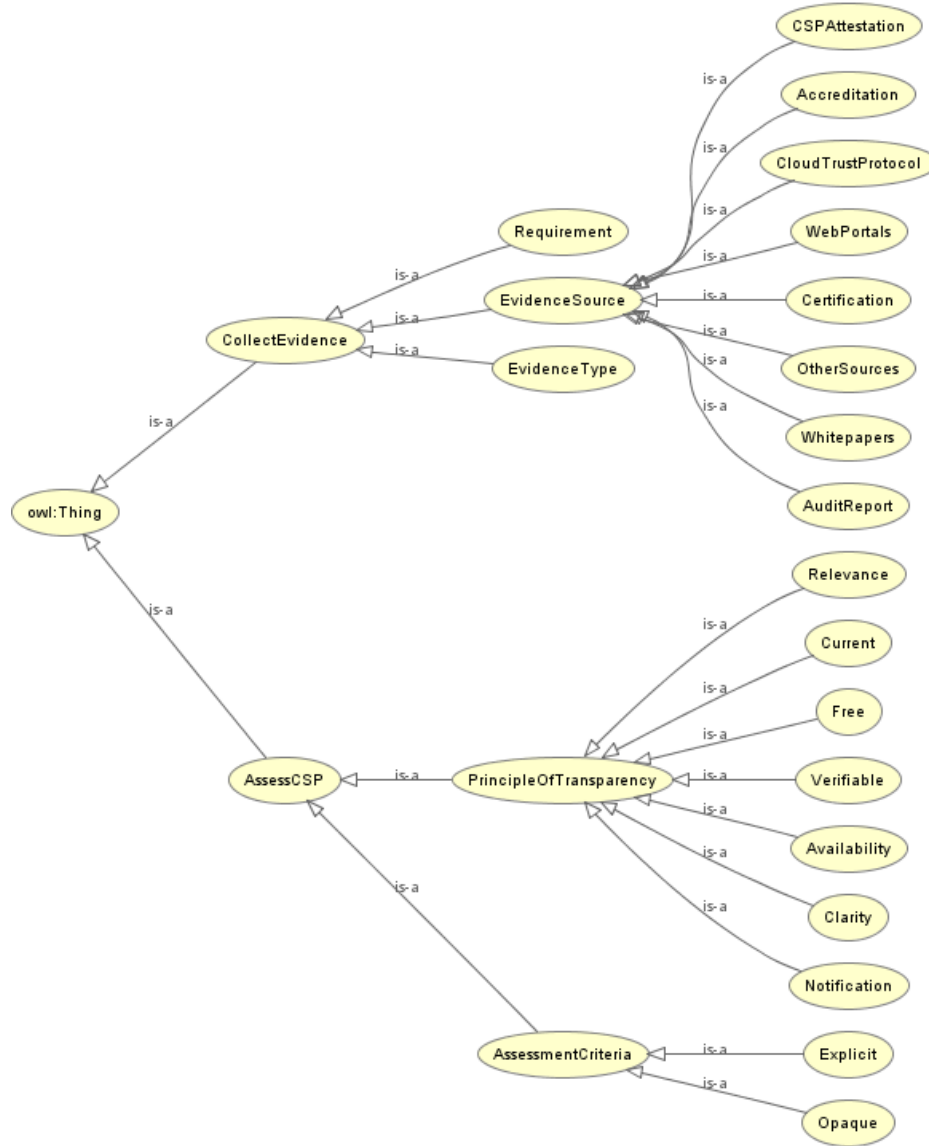 CSPAttestation
is-a
Accreditation
is-a
CloudTrustProtocol
is-a
WebPortals
Requirement
is-a
is-a
EvidenceSource
is-a
Certification
is-a
CollectEvidence
is-a
EvidenceType
is-a
OtherSources
is-a
is-a
Whitepapers
AuditReport
owl:Thing
Relevance
is-a
is-a
Current
is-a
Free
is-a
AssessCSP
is-a
PrincipleOfTransparency
is-a
Verifiable
is-a
Availability
is-a
is-a
Clarity
is-a
Notification
AssessmentCriteria
is-a
Explicit
is-a
Opaque